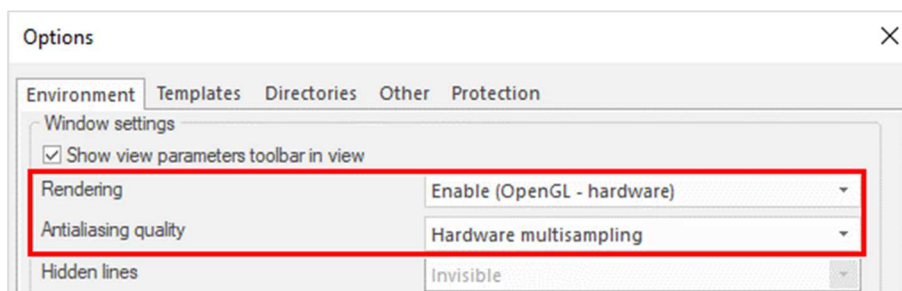 Options
Environment Templates Directories Other Protection
Window settings
Show view parameters toolbar in view
Rendering Enable (OpenGL - hardware)
Antialiasing quality Hardware multisampling
Hidden lines Invisible